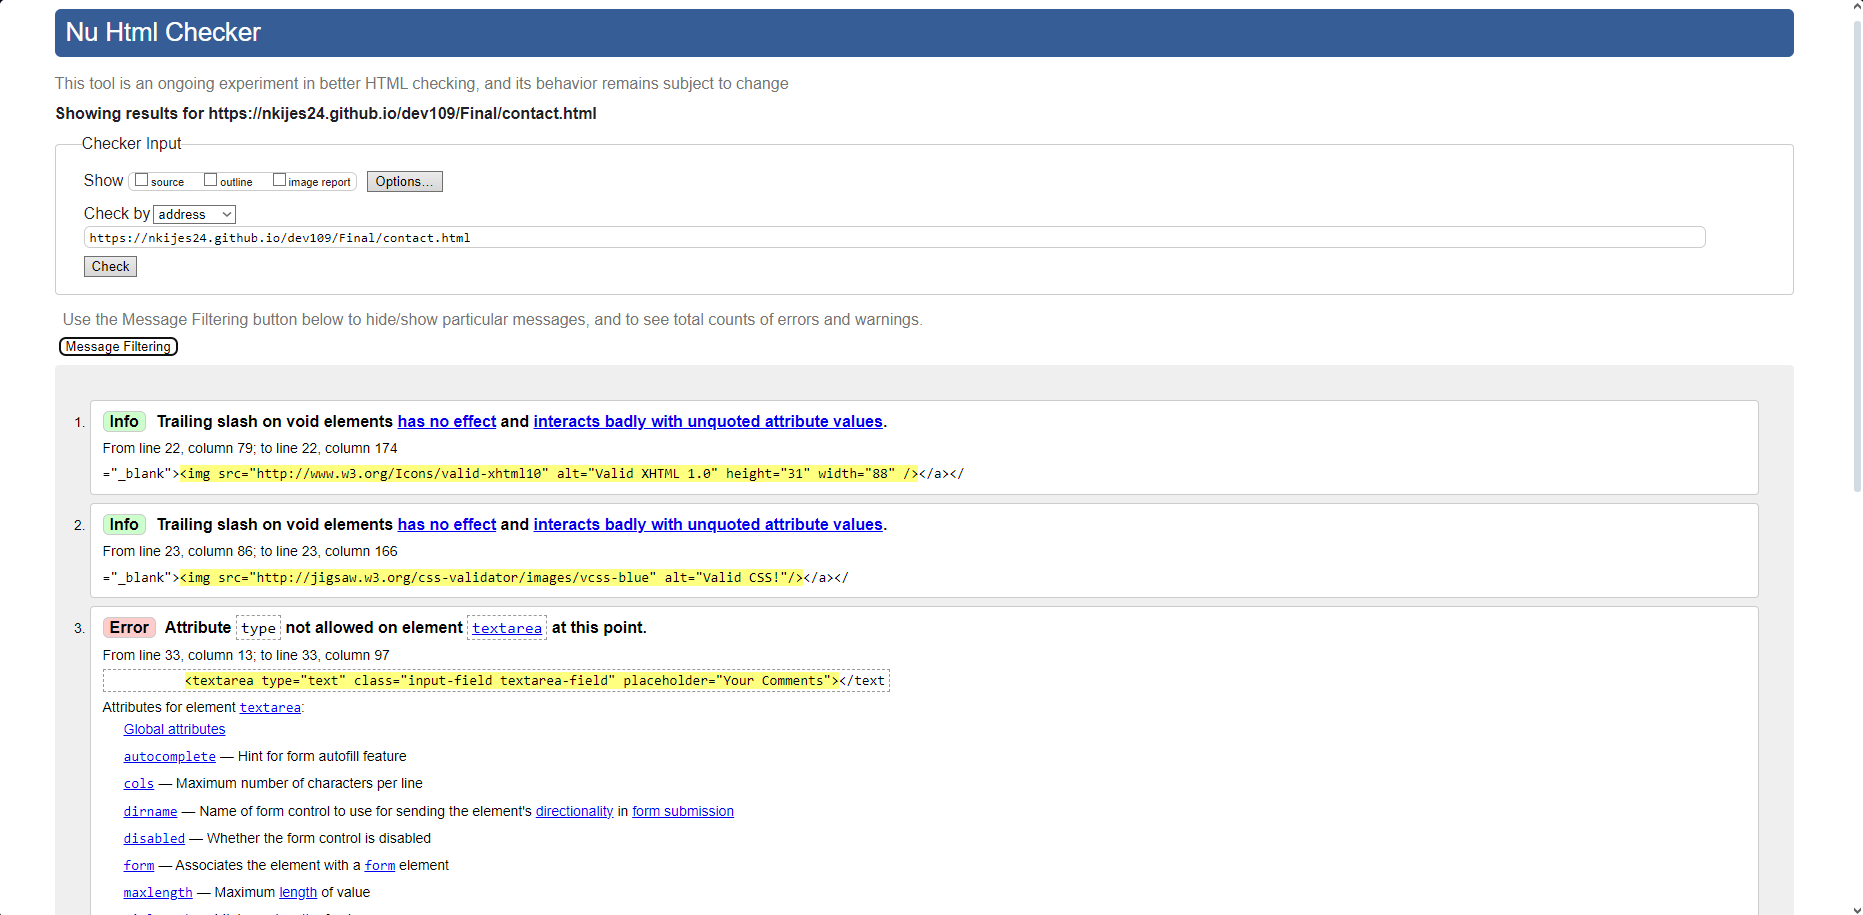 Nu Html Checker
This tool is an ongoing experiment in better HTML checking, and its behavior remains subject to change
Showing results for https://nkijes24.github.io/dev109/Final/contact.html
Checker Input
Show source outline image report Options...
Check by address
https://nkijes24.github.io/dev109/Final/contact.html
Check
Use the Message Filtering button below to hide/show particular messages, and to see total counts of errors and warnings.
Message Filtering
1. Info Trailing slash on void elements has no effect and interacts badly with unquoted attribute values.
From line 22, column 79; to line 22, column 174
="_blank"><img src="http://www.w3.org/Icons/valid-xhtml10" alt="Valid XHTML 1.0" height="31" width="88" /></a></
2. Info Trailing slash on void elements has no effect and interacts badly with unquoted attribute values.
From line 23, column 86; to line 23, column 166
="_blank"><img src="http://jigsaw.w3.org/css-validator/images/vcss-blue" alt="Valid CSS!"/></a></
3. Error Attribute type not allowed on element textarea at this point.
From line 33, column 13; to line 33, column 97
<textarea type="text" class="input-field textarea-field" placeholder="Your Comments"></text
Attributes for element textarea:
Global attributes
autocomplete — Hint for form autofill feature
cols — Maximum number of characters per line
dirname — Name of form control to use for sending the element's directionality in form submission
disabled — Whether the form control is disabled
form — Associates the element with a form element
maxlength — Maximum length of value